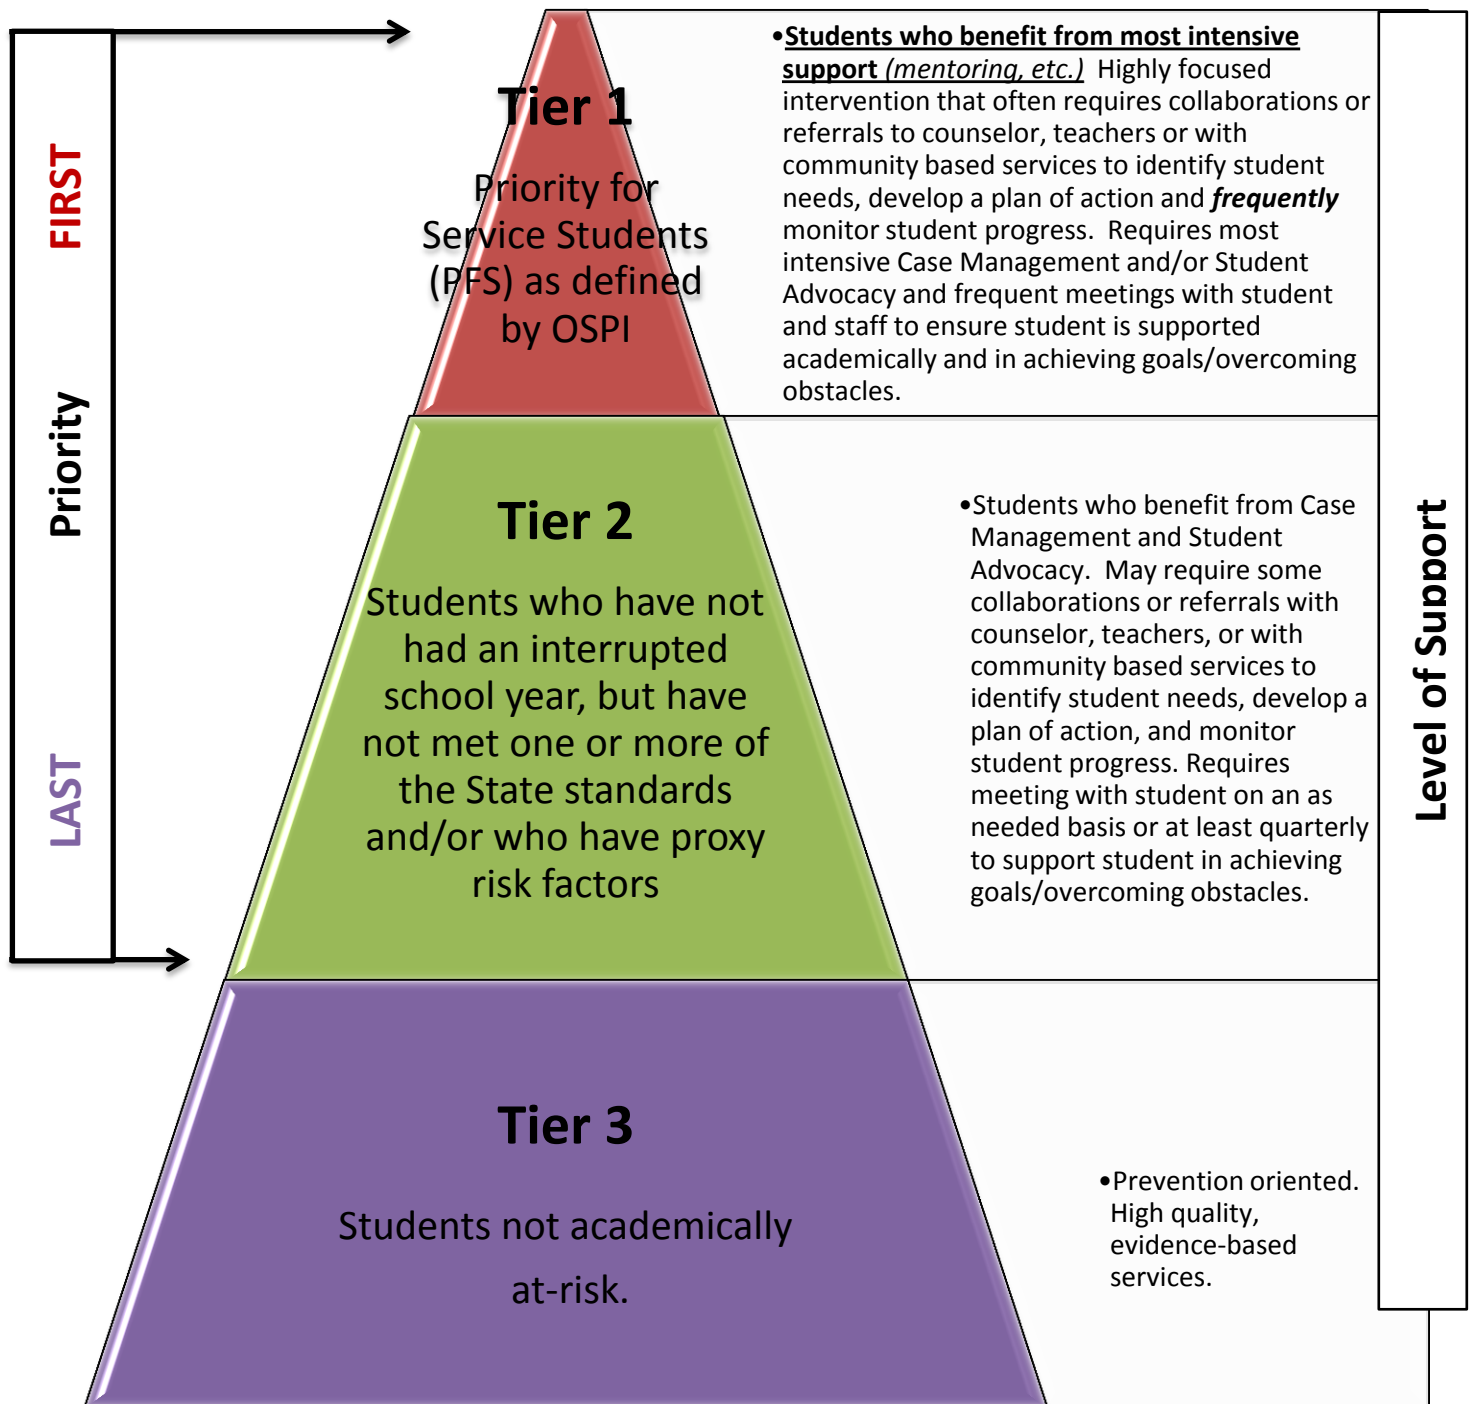 FIRST
Priority
LAST
Tier 1
Priority for
Service Students
(PFS) as defined
by OSPI
•Students who benefit from most intensive
support (mentoring, etc.)  Highly focused
intervention that often requires collaborations or
referrals to counselor, teachers or with
community based services to identify student
needs, develop a plan of action and frequently
monitor student progress.  Requires most
intensive Case Management and/or Student
Advocacy and frequent meetings with student
and staff to ensure student is supported
academically and in achieving goals/overcoming
obstacles.
Tier 2
Students who have not
had an interrupted
school year, but have
not met one or more of
the State standards
and/or who have proxy
risk factors
•Students who benefit from Case
Management and Student
Advocacy.  May require some
collaborations or referrals with
counselor, teachers, or with
community based services to
identify student needs, develop a
plan of action, and monitor
student progress. Requires
meeting with student on an as
needed basis or at least quarterly
to support student in achieving
goals/overcoming obstacles.
Tier 3
Students not academically
at-risk.
•Prevention oriented.
High quality,
evidence-based
services.
Level of Support